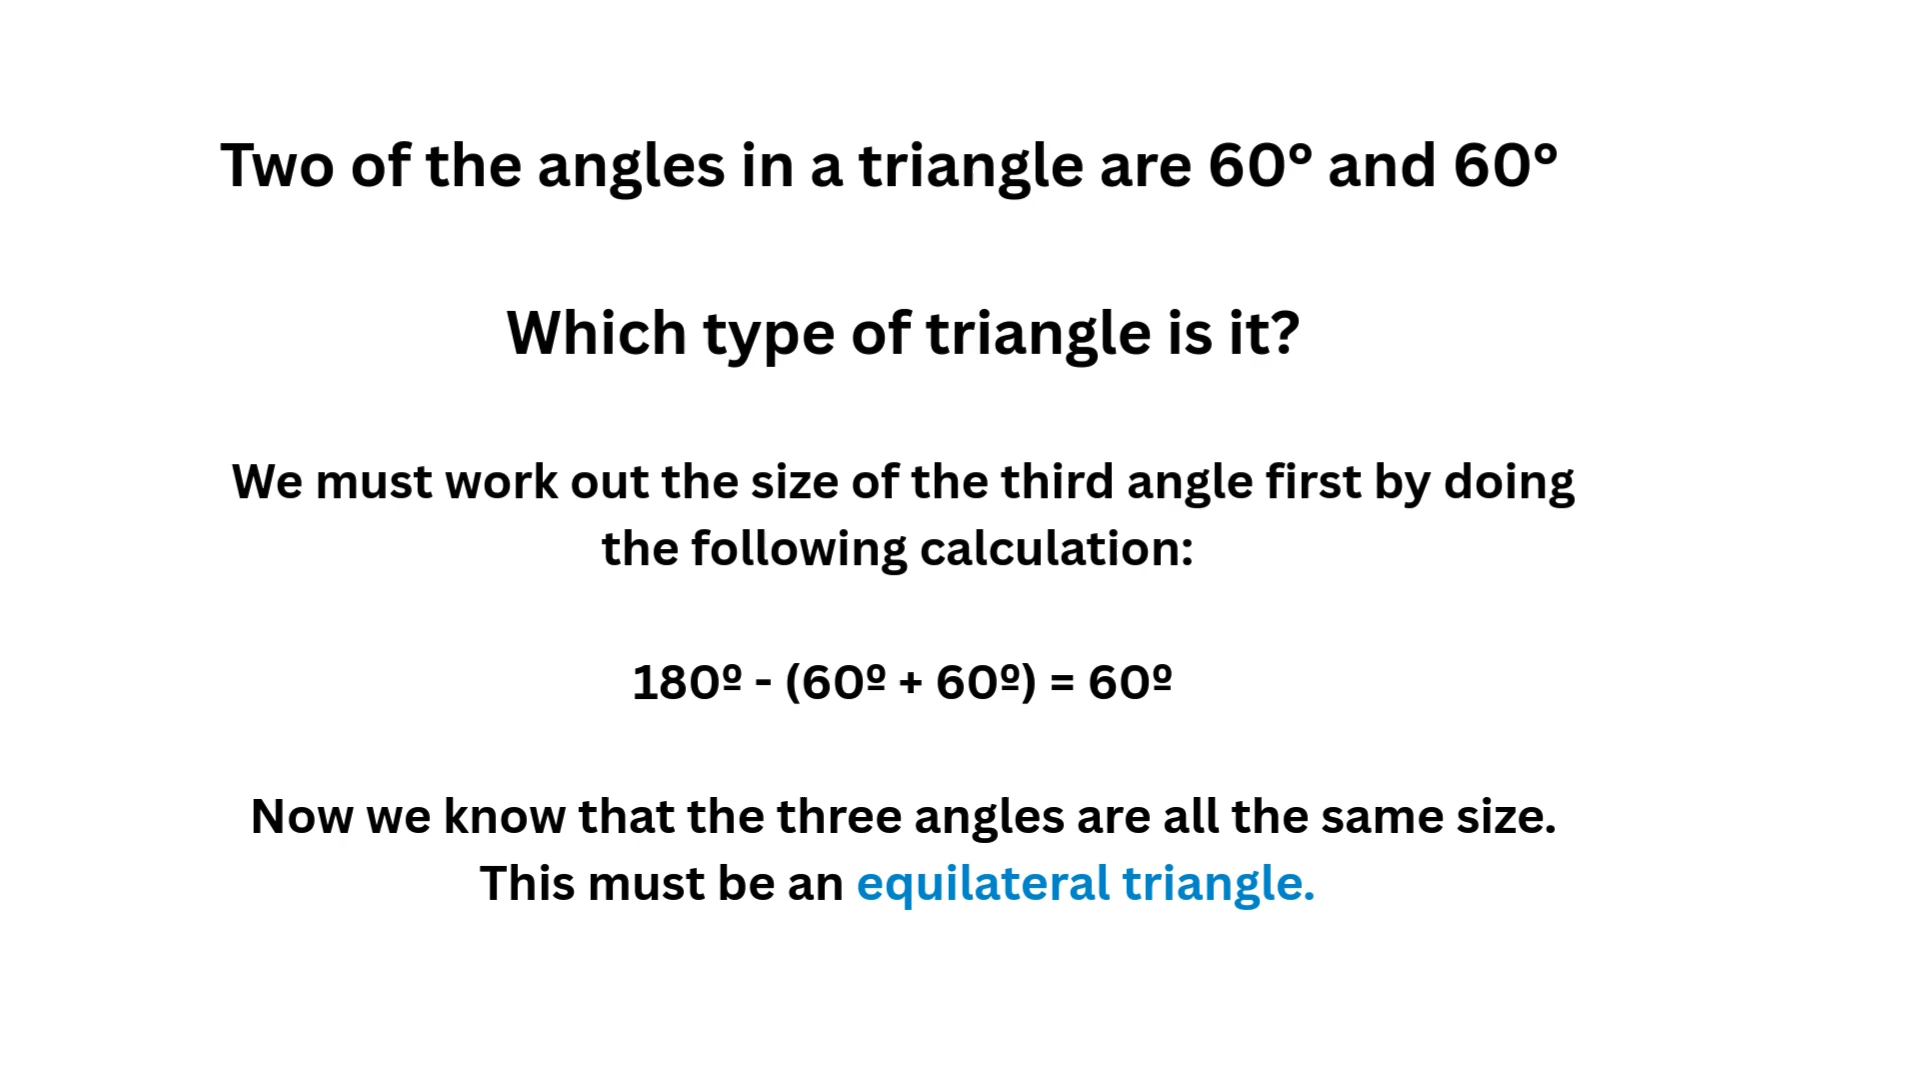 Two of the angles in a triangle are 60° and 60°
Which type of triangle is it?
We must work out the size of the third angle first by doing
the following calculation:
180º - (60º + 60º) = 60º
Now we know that the three angles are all the same size.
This must be an equilateral triangle.